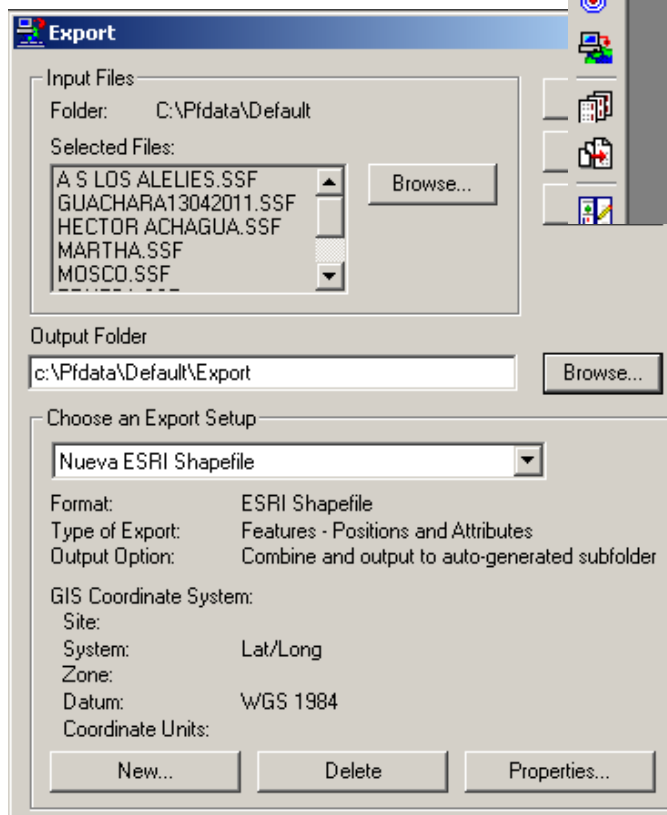 Export
Input Files
Folder: C:\Pfdata\Default
Selected Files:
A S LOS ALELIES.SSF
GUACHARA13042011.SSF
HECTOR ACHAGUA.SSF
MARTHA.SSF
MOSCO.SSF
Browse...
Output Folder
c:\Pfdata\Default\Export
Browse...
Choose an Export Setup
Nueva ESRI Shapefile
Format: ESRI Shapefile
Type of Export: Features - Positions and Attributes
Output Option: Combine and output to auto-generated subfolder
GIS Coordinate System:
Site:
System: Lat/Long
Zone:
Datum: WGS 1984
Coordinate Units:
New... Delete Properties...